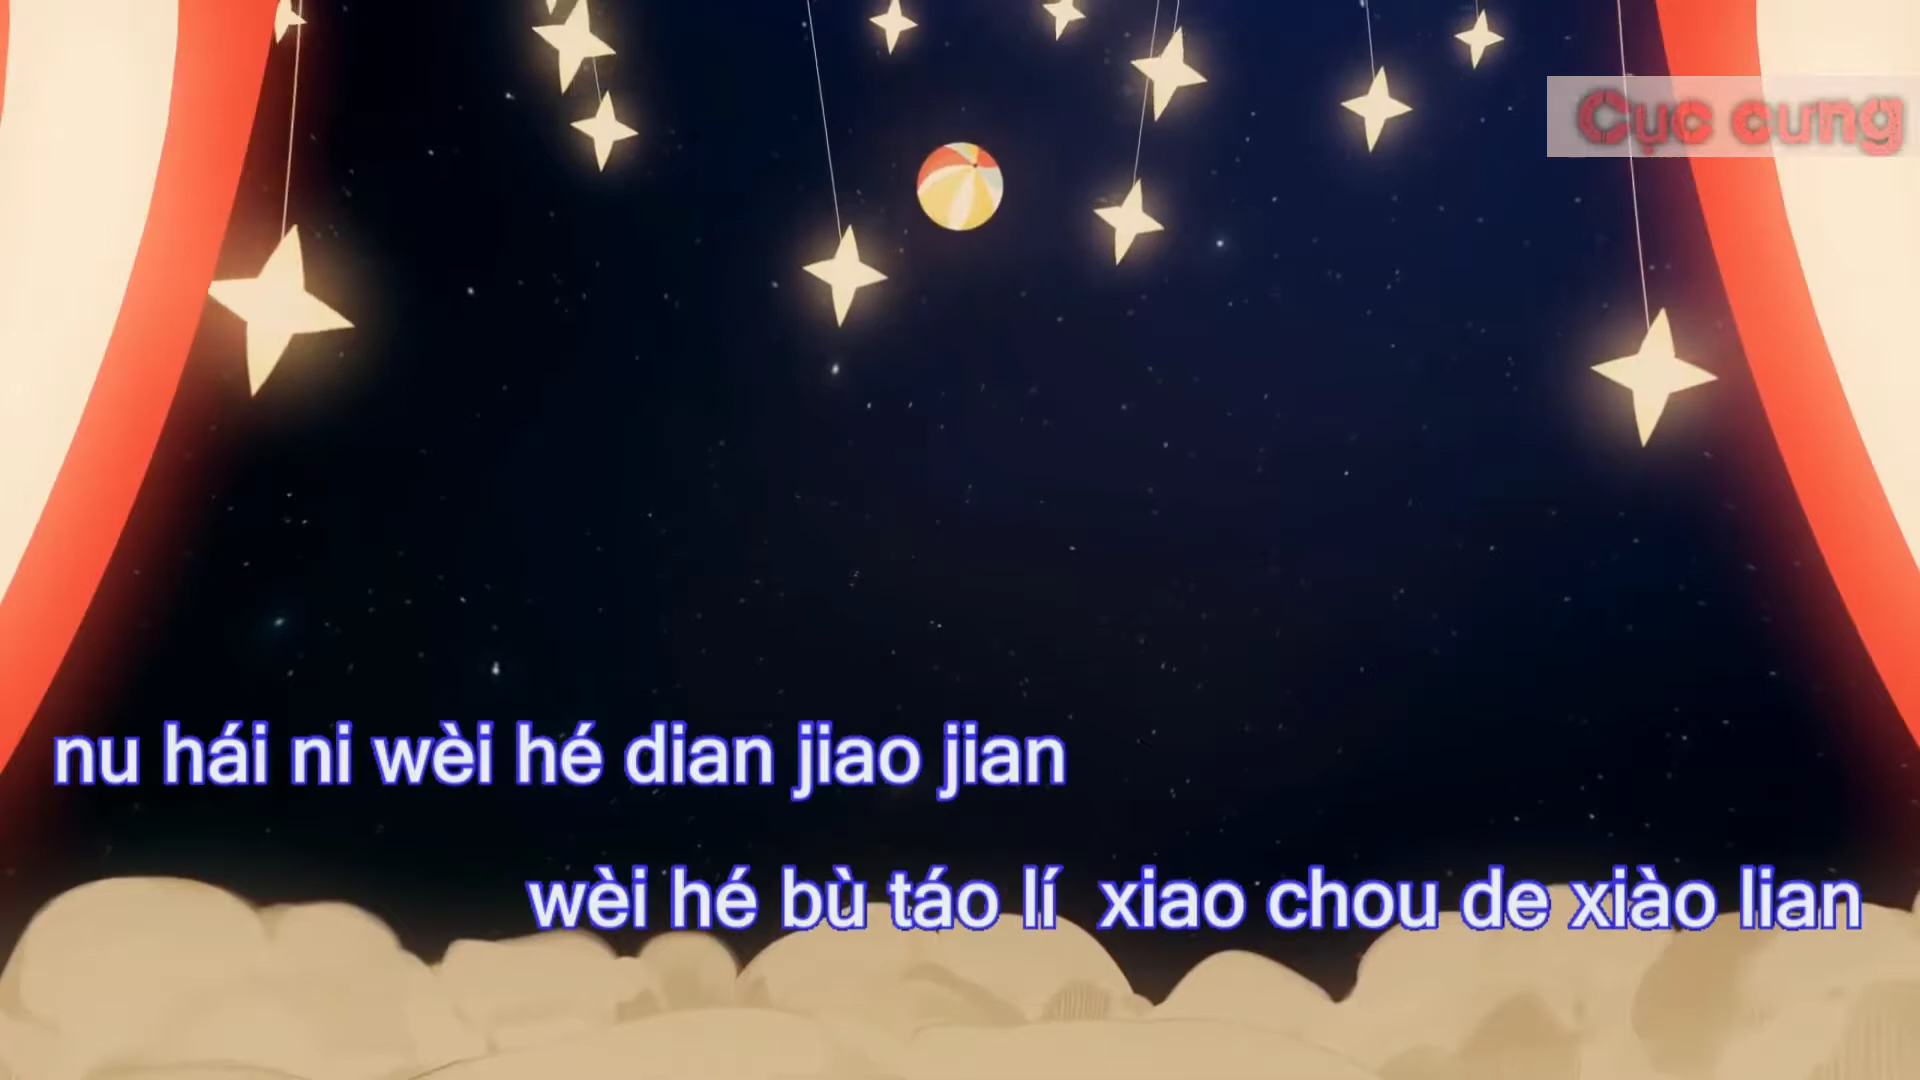 Cục cưng
nu hái ni wèi hé dian jiao jian
wèi hé bù táo lí xiao chou de xiào lian